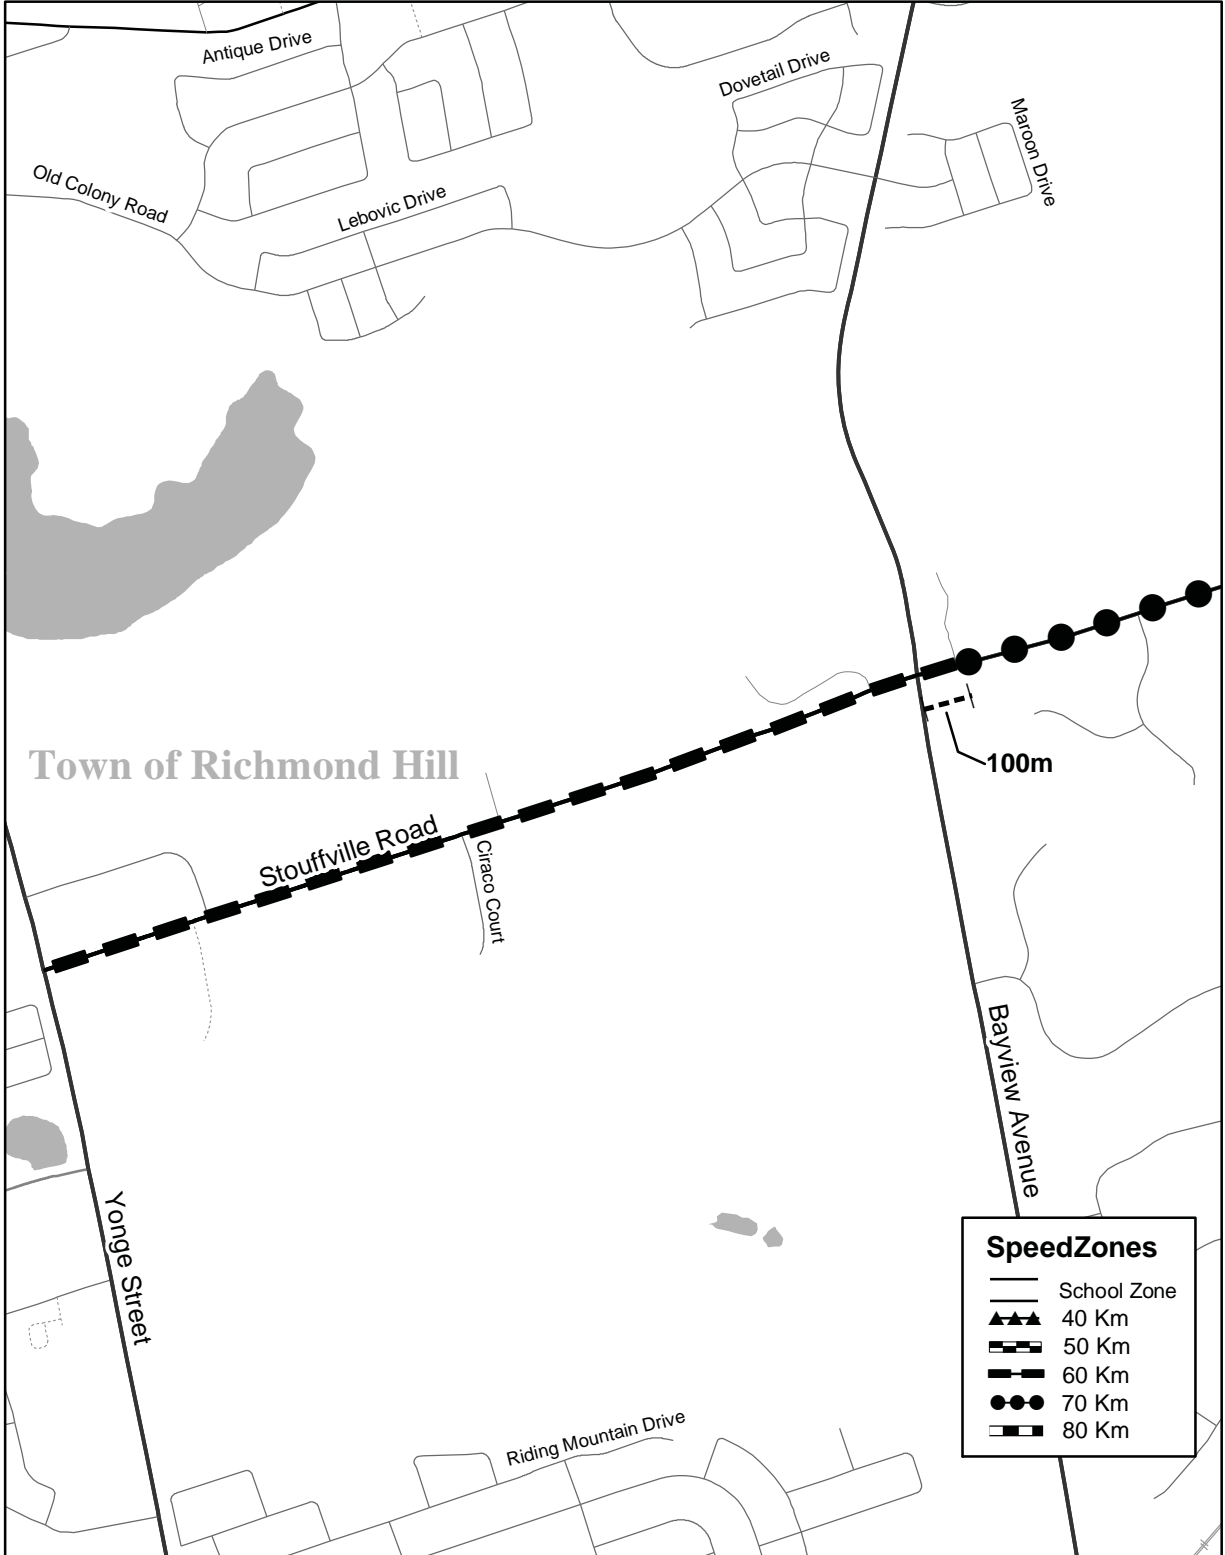 Antique Drive
Dovetail Drive
Maroon Drive
Old Colony Road
Lebovic Drive
Town of Richmond Hill
100m
Stouffville Road
Ciraco Court
Bayview Avenue
Yonge Street
Riding Mountain Drive
SpeedZones
School Zone
40 Km
50 Km
60 Km
70 Km
80 Km